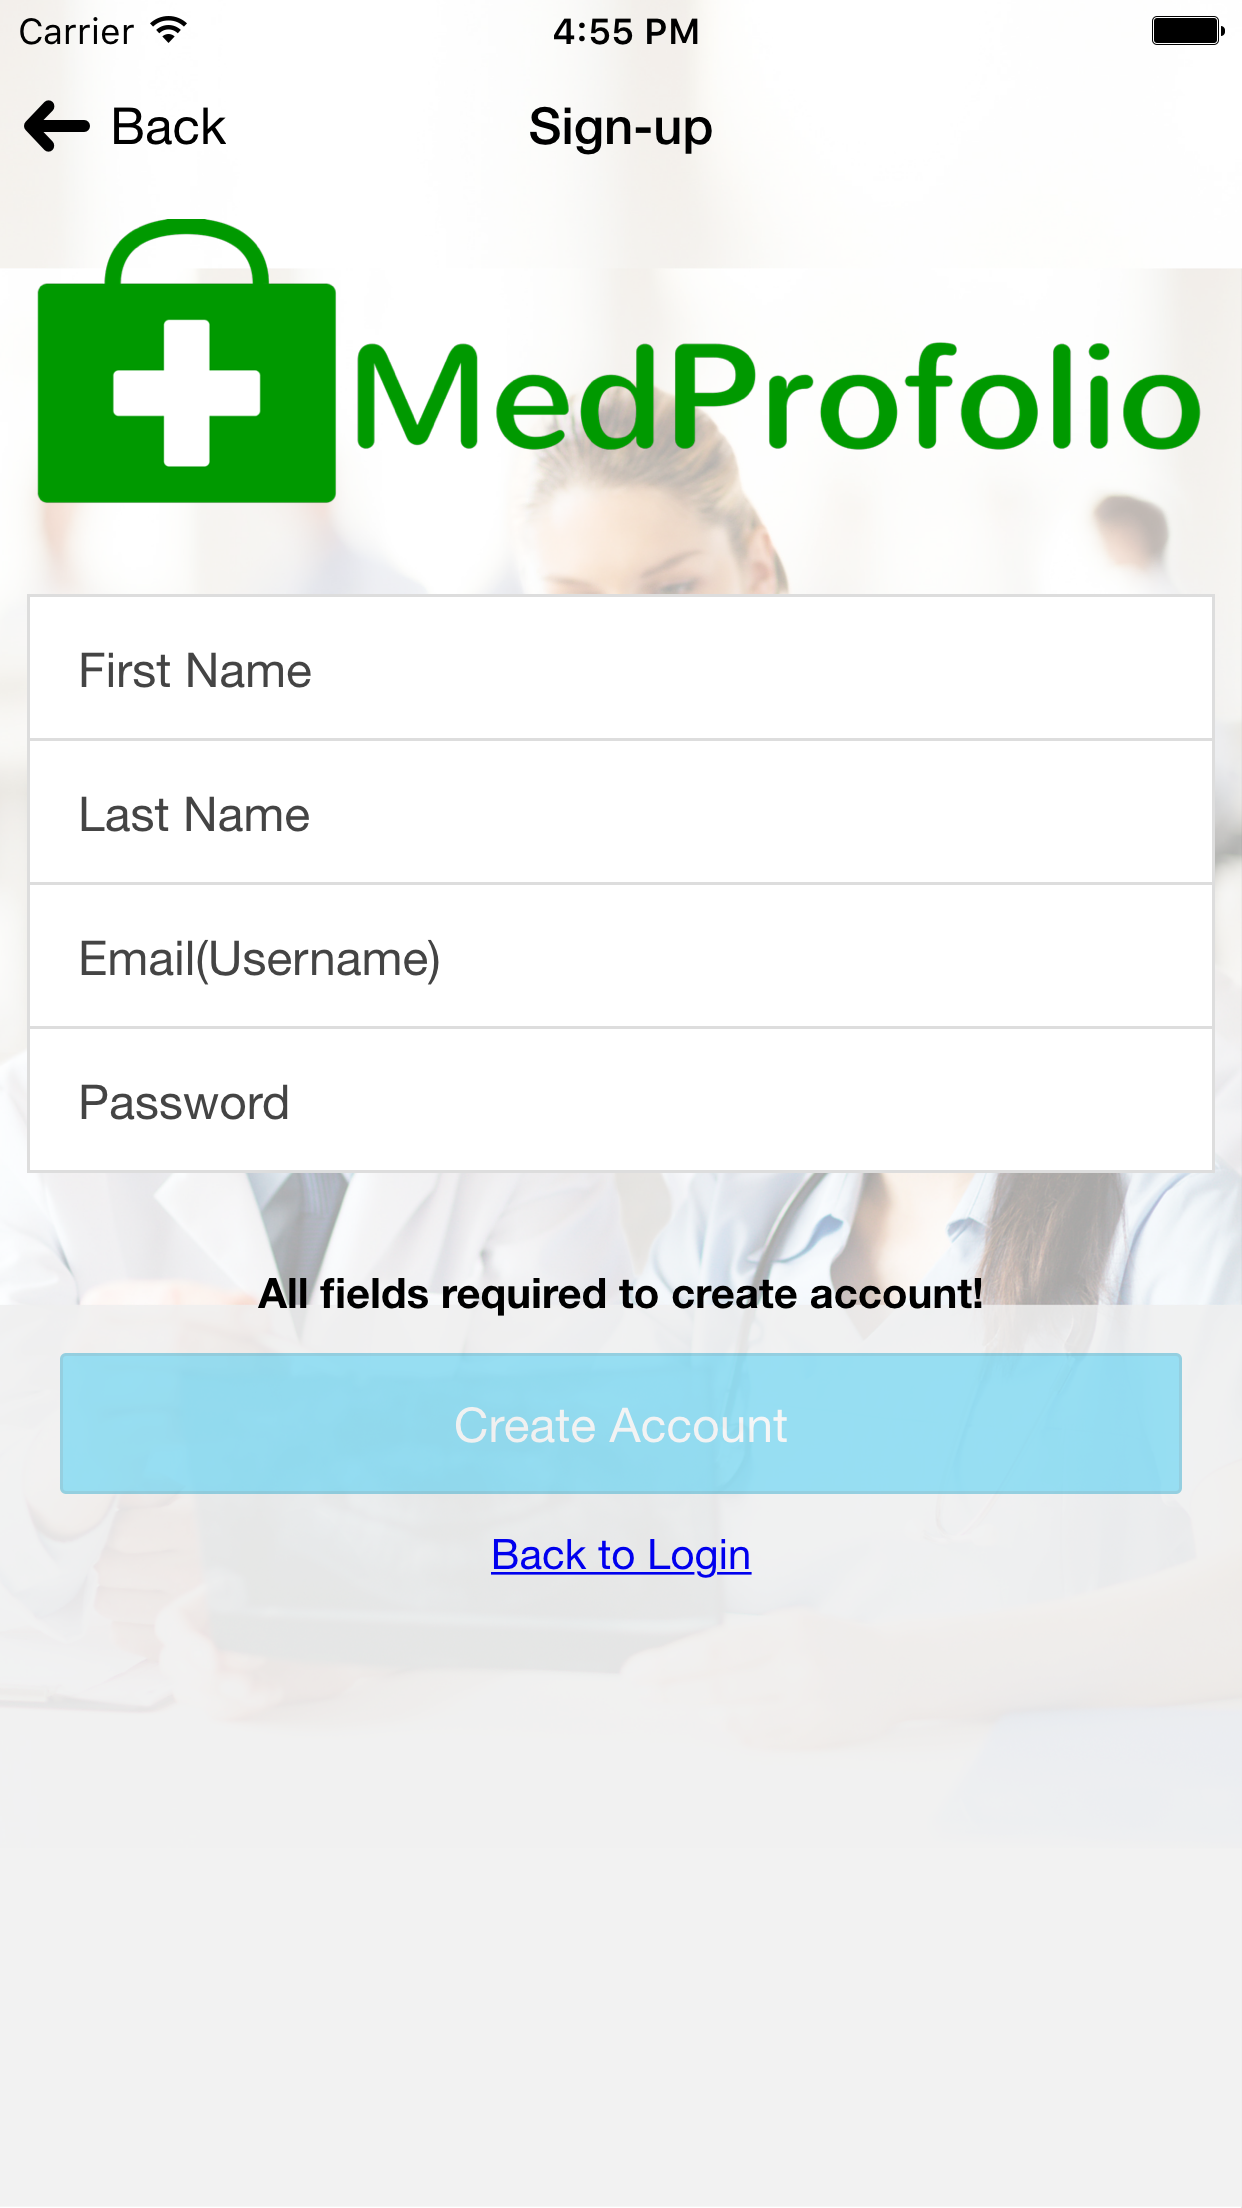 Carrier 4:55 PM
Back Sign-up
MedProfolio
First Name
Last Name
Email(Username)
Password
All fields required to create account!
Create Account
Back to Login